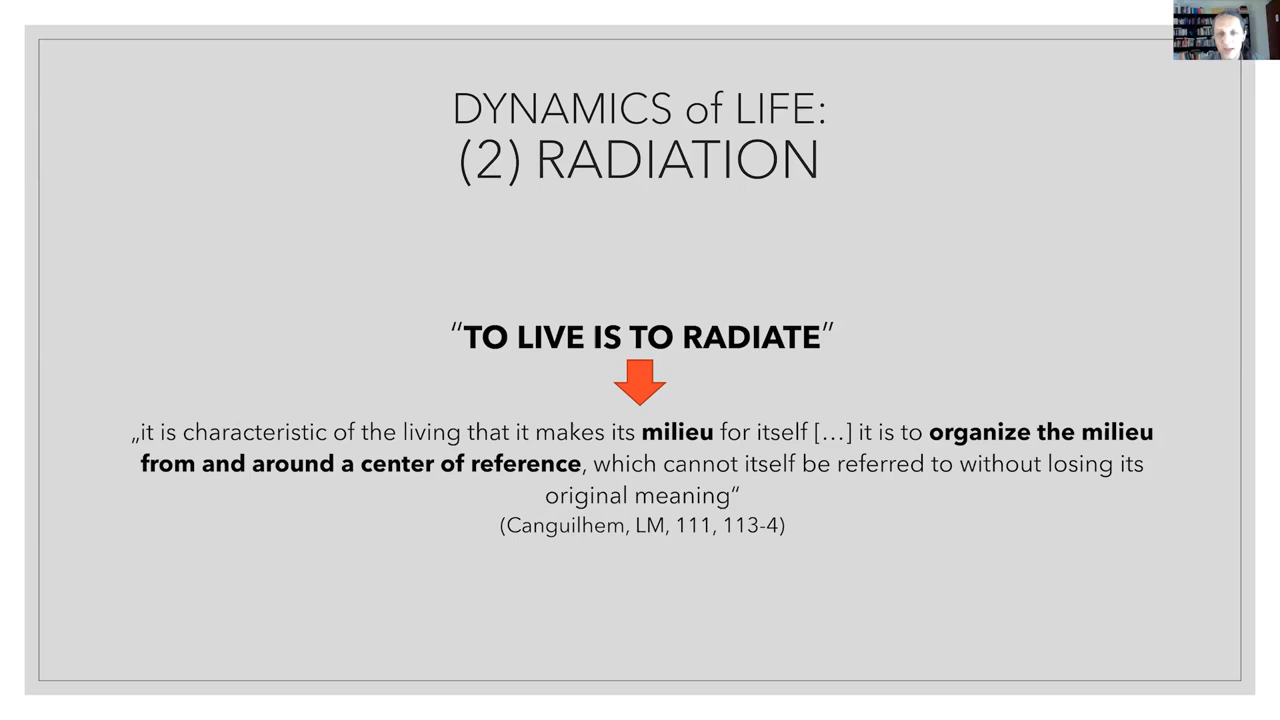 DYNAMICS of LIFE:
(2) RADIATION
“TO LIVE IS TO RADIATE”
„it is characteristic of the living that it makes its milieu for itself […] it is to organize the milieu
from and around a center of reference, which cannot itself be referred to without losing its
original meaning“
(Canguilhem, LM, 111, 113-4)